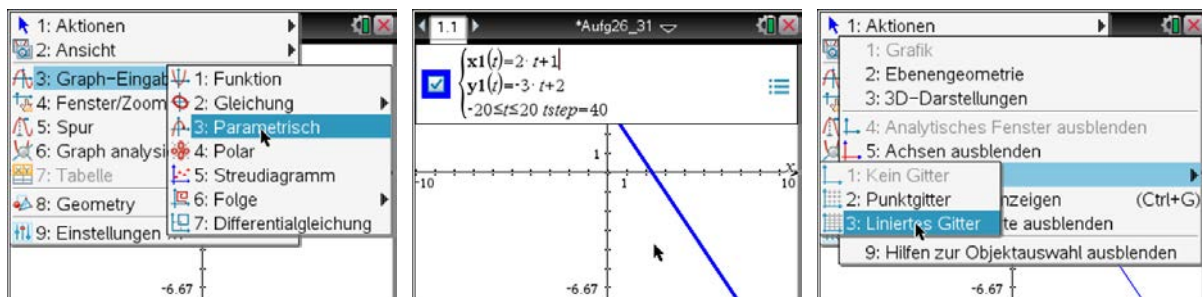 1: Aktionen
2: Ansicht
3: Graph-Eingab
4: Fenster/Zoom
5: Spur
6: Graph analysi
7: Tabelle
8: Geometry
9: Einstellungen ...
1: Funktion
2: Gleichung
3: Parametrisch
4: Polar
5: Streudiagramm
6: Folge
7: Differentialgleichung
-6.67
1.1
*Aufg26_31
x1(t)=2· t+1
y1(t)=-3· t+2
-20≤t≤20 tstep=40
1
x
-10
1
10
-6.67
1: Aktionen
1: Grafik
2: Ebenengeometrie
3: 3D-Darstellungen
4: Analytisches Fenster ausblenden
5: Achsen ausblenden
1: Kein Gitter
2: Punktgitter
nzeigen (Ctrl+G)
3: Liniertes Gitter
te ausblenden
9: Hilfen zur Objektauswahl ausblenden
-6.67